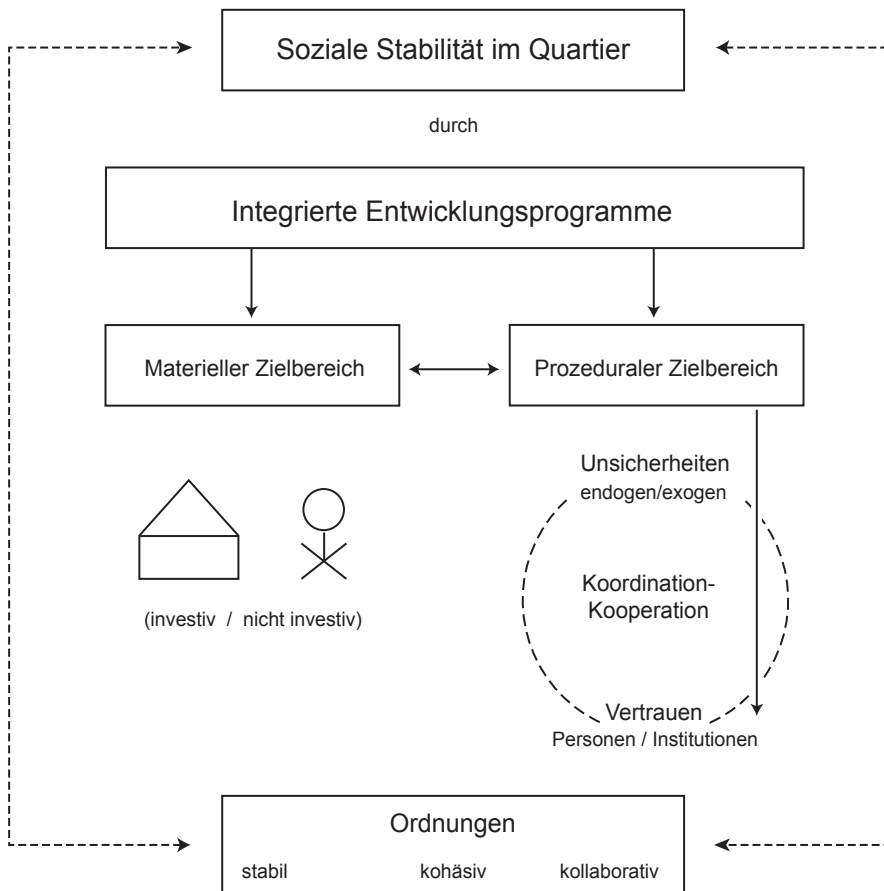 Soziale Stabilität im Quartier
durch
Integrierte Entwicklungsprogramme
Materieller Zielbereich
Prozeduraler Zielbereich
Unsicherheiten
endogen/exogen
(investiv / nicht investiv)
Koordination-
Kooperation
Vertrauen
Personen / Institutionen
Ordnungen
stabil kohäsiv kollaborativ